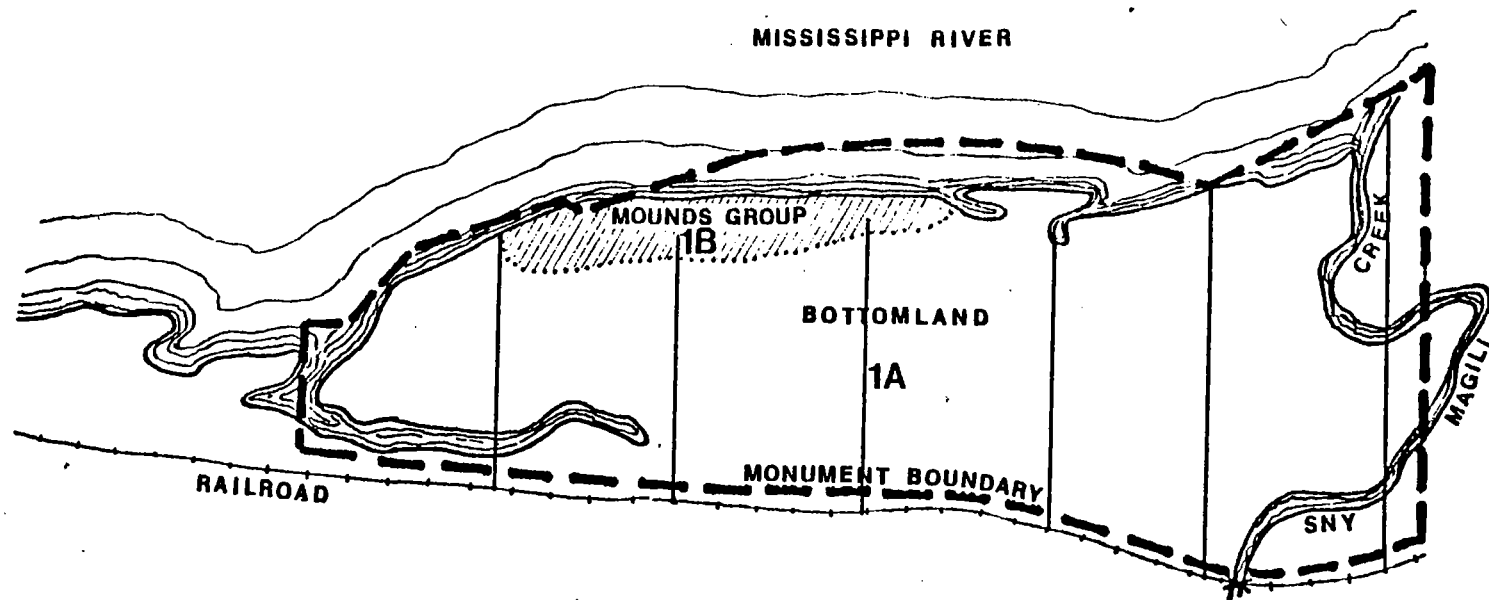 MISSISSIPPI RIVER
MOUNDS GROUP
1B
CREEK
BOTTOMLAND
1A
MAGILL
MONUMENT BOUNDARY
RAILROAD
SNY